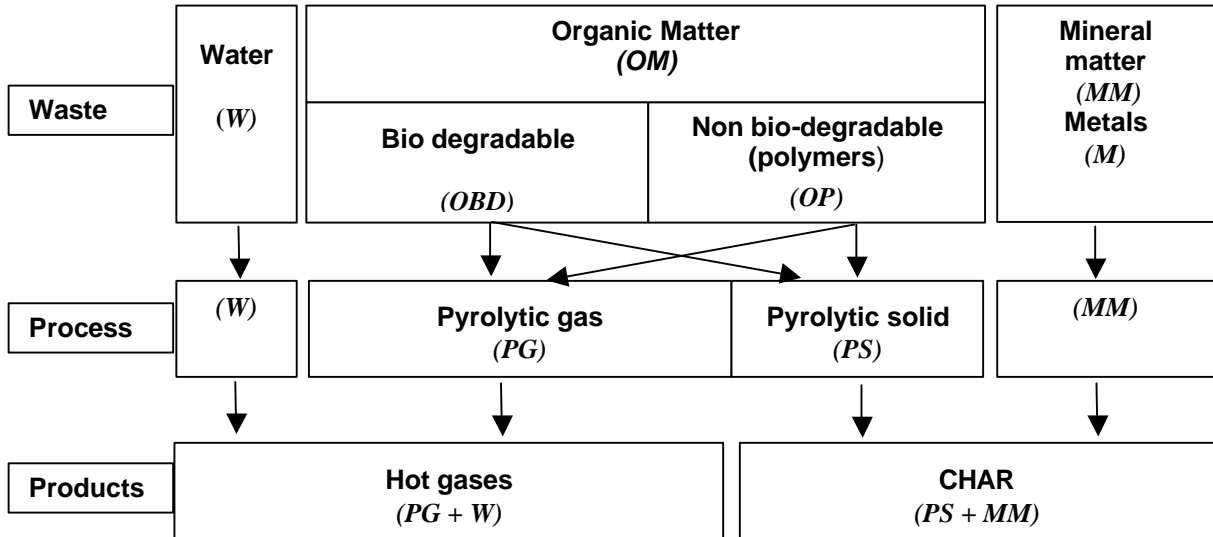 Waste
Water
(W)
Organic Matter
(OM)
Bio degradable
(OBD)
Non bio-degradable
(polymers)
(OP)
Mineral
matter
(MM)
Metals
(M)
Process
(W)
Pyrolytic gas
(PG)
Pyrolytic solid
(PS)
(MM)
Products
Hot gases
(PG + W)
CHAR
(PS + MM)